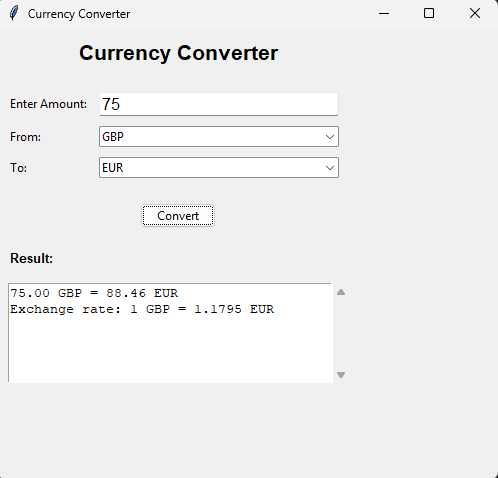 Currency Converter
Currency Converter
Enter Amount: 75
From: GBP
To: EUR
Convert
Result:
75.00 GBP = 88.46 EUR
Exchange rate: 1 GBP = 1.1795 EUR